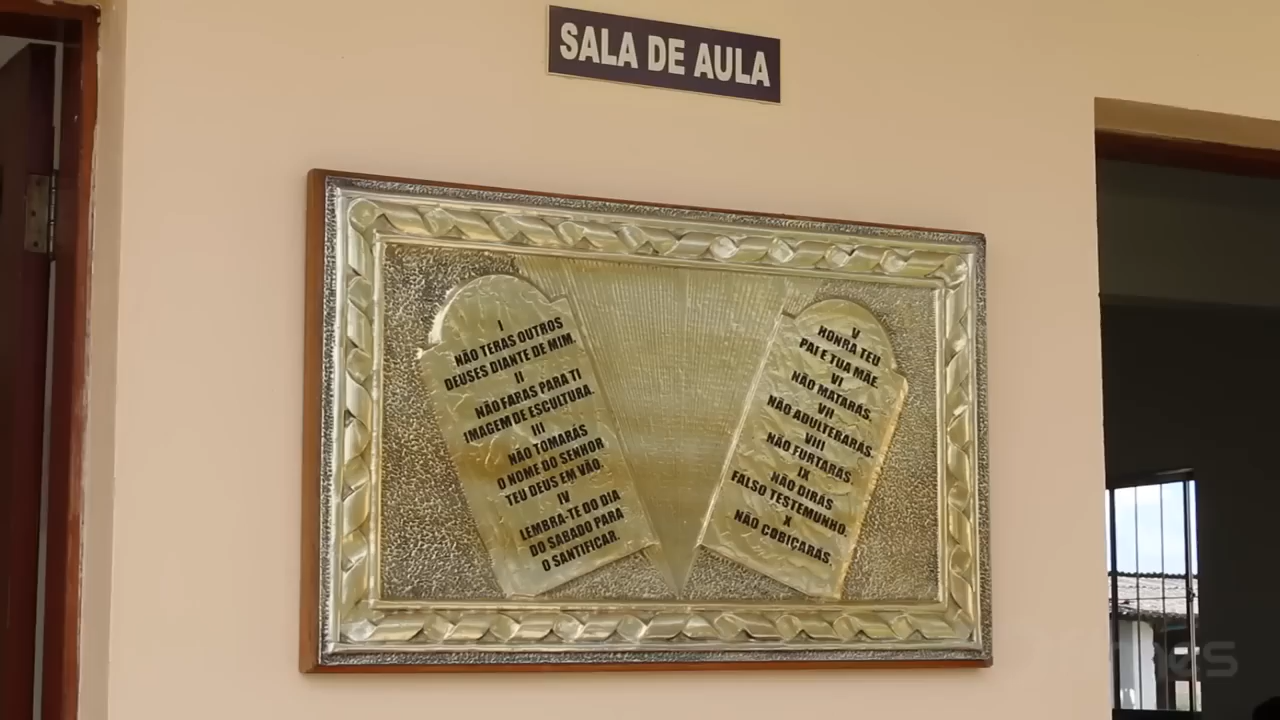 SALA DE AULA
I
NÃO TERAS OUTROS
DEUSES DIANTE DE MIM.
II
NÃO FARAS PARA TI
IMAGEM DE ESCULTURA.
III
NÃO TOMARÁS
O NOME DO SENHOR
TEU DEUS EM VÃO.
IV
LEMBRA-TE DO DIA
DO SABADO PARA
O SANTIFICAR.
V
HONRA TEU
PAI E TUA MÃE.
VI
NÃO MATARÁS.
VII
NÃO ADULTERARÁS.
VIII
NÃO FURTARÁS
IX
NÃO DIRÁS
FALSO TESTEMUNHO.
X
NÃO COBIÇARÁS.